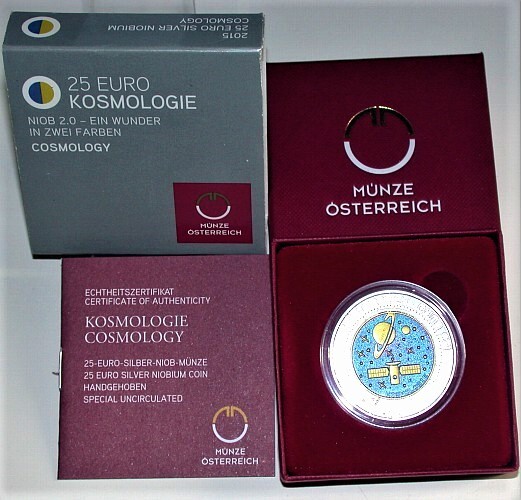 2015
25 EURO SILVER NIOBIUM
COSMOLOGY
25 EURO
KOSMOLOGIE
NIOB 2.0 – EIN WUNDER
IN ZWEI FARBEN
COSMOLOGY
MÜNZE
ÖSTERREICH
MÜNZE
ÖSTERREICH
ECHTHEITSZERTIFIKAT
CERTIFICATE OF AUTHENTICITY
KOSMOLOGIE
COSMOLOGY
25-EURO-SILBER-NIOB-MÜNZE
25 EURO SILVER NIOBIUM COIN
HANDGEHOBEN
SPECIAL UNCIRCULATED
MÜNZE
ÖSTERREICH